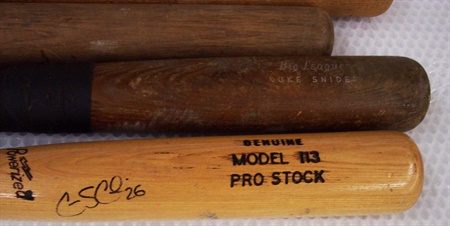 Big League
DUKE SNIDER
GENUINE
MODEL 113
PRO STOCK
Powerized
26